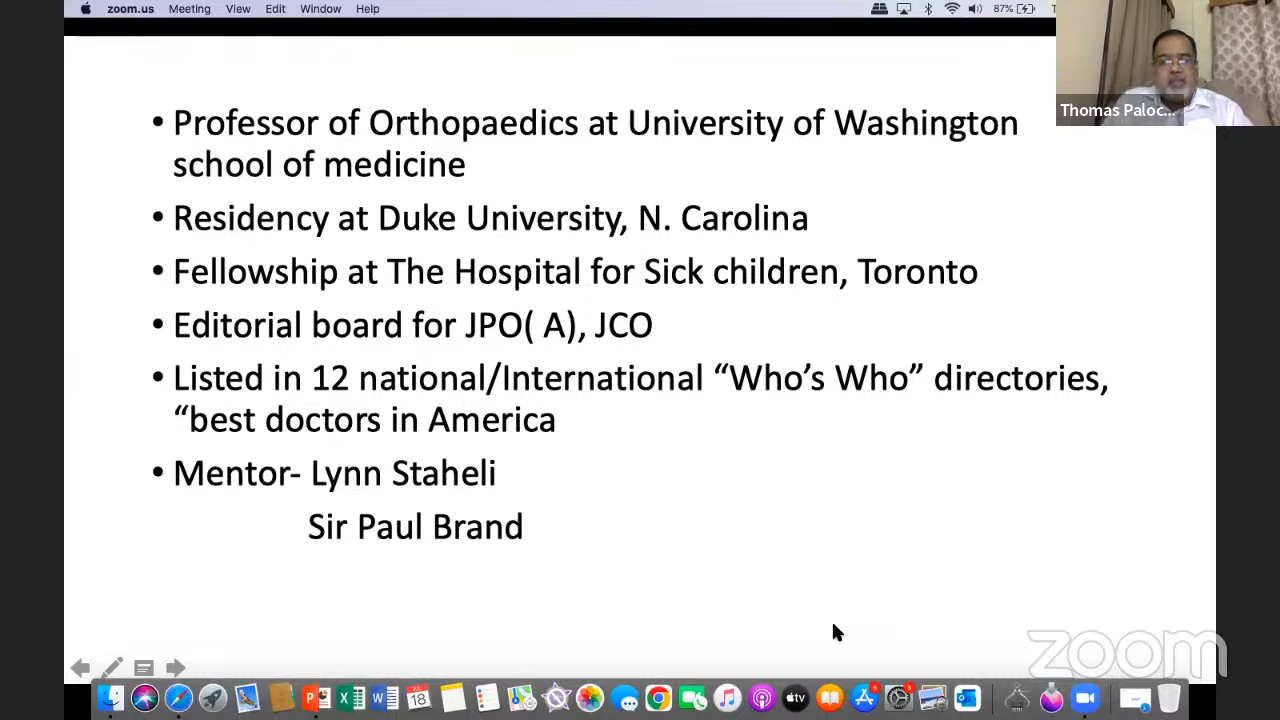 zoom.us Meeting View Edit Window Help 87%
Thomas Paloc...
• Professor of Orthopaedics at University of Washington
school of medicine
• Residency at Duke University, N. Carolina
• Fellowship at The Hospital for Sick children, Toronto
• Editorial board for JPO( A), JCO
• Listed in 12 national/International “Who’s Who” directories,
“best doctors in America
• Mentor- Lynn Staheli
Sir Paul Brand
zoom
18
tv